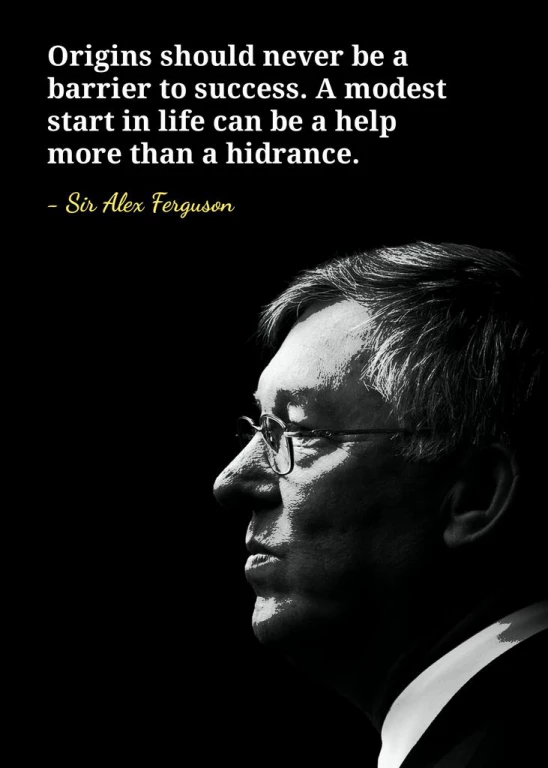 Origins should never be a
barrier to success. A modest
start in life can be a help
more than a hidrance.
- Sir Alex Ferguson